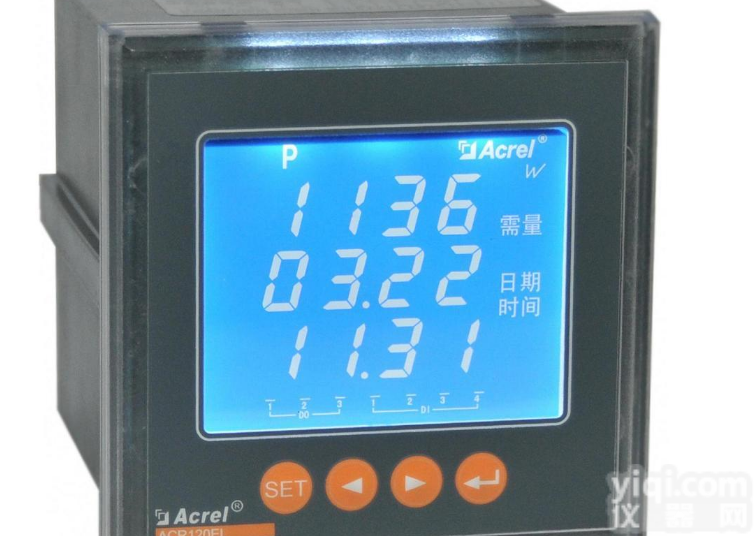 P
Acrel®
W
1136
需量
03.22
日期
时间
11.31
1 2 3 1 2 3 4
DO DI
SET
Acrel®
ACR120EL
yiqi.com
仪器网